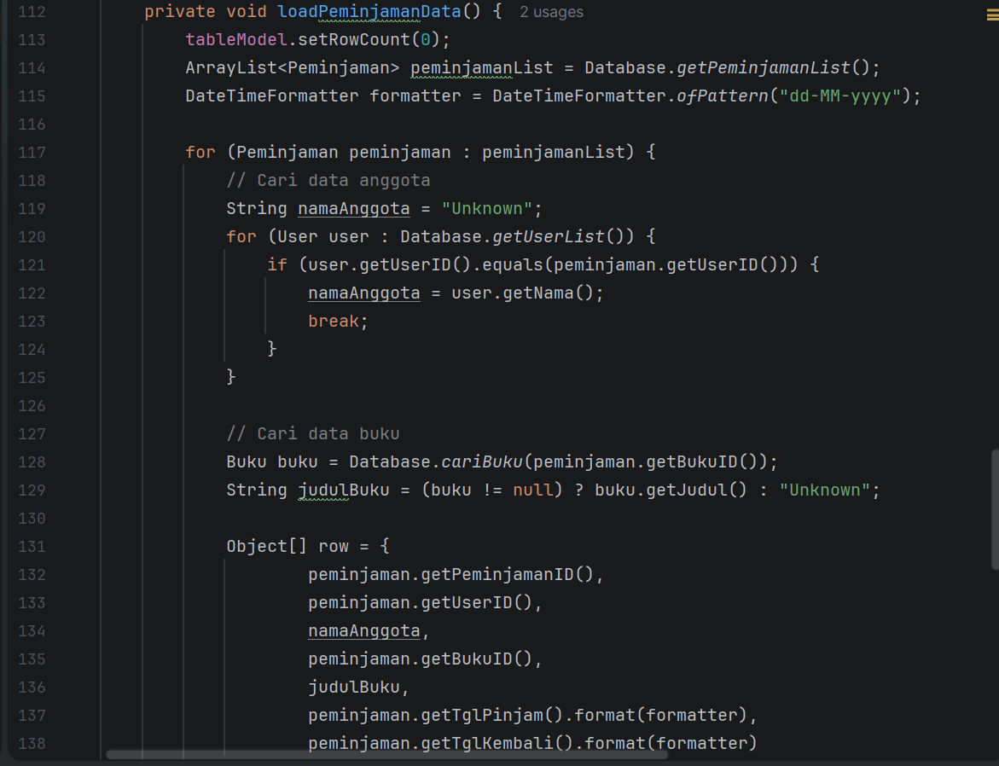 112 private void loadPeminjamanData() { 2 usages
113 tableModel.setRowCount(0);
114 ArrayList<Peminjaman> peminjamanList = Database.getPeminjamanList();
115 DateTimeFormatter formatter = DateTimeFormatter.ofPattern("dd-MM-yyyy");
116
117 for (Peminjaman peminjaman : peminjamanList) {
118 // Cari data anggota
119 String namaAnggota = "Unknown";
120 for (User user : Database.getUserList()) {
121 if (user.getUserID().equals(peminjaman.getUserID())) {
122 namaAnggota = user.getNama();
123 break;
124 }
125 }
126
127 // Cari data buku
128 Buku buku = Database.cariBuku(peminjaman.getBukuID());
129 String judulBuku = (buku != null) ? buku.getJudul() : "Unknown";
130
131 Object[] row = {
132 peminjaman.getPeminjamanID(),
133 peminjaman.getUserID(),
134 namaAnggota,
135 peminjaman.getBukuID(),
136 judulBuku,
137 peminjaman.getTglPinjam().format(formatter),
138 peminjaman.getTglKembali().format(formatter)